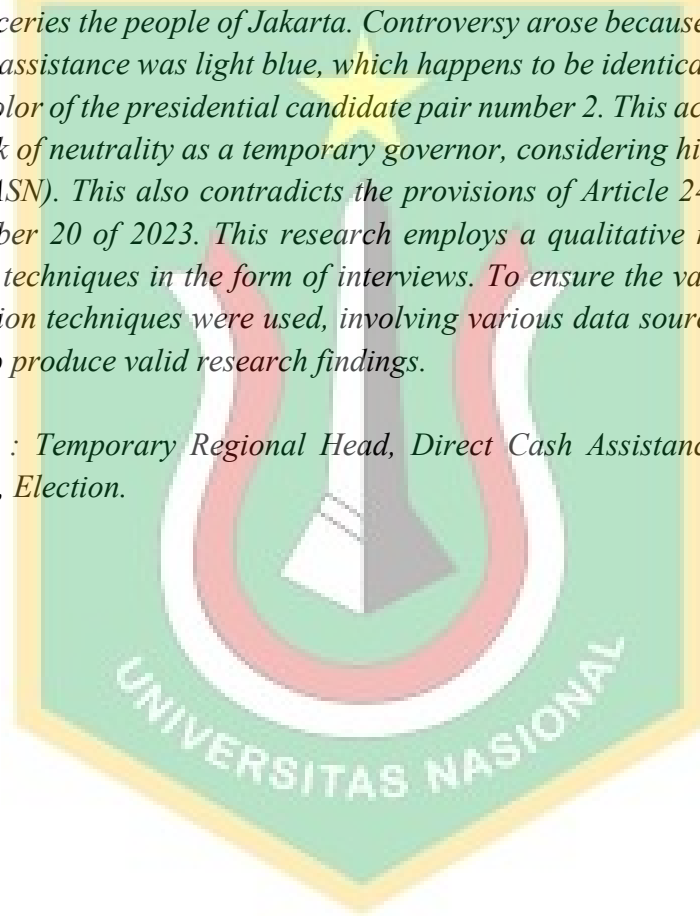 ceries the people of Jakarta. Controversy arose because
assistance was light blue, which happens to be identica
olor of the presidential candidate pair number 2. This ac
k of neutrality as a temporary governor, considering hi
ASN). This also contradicts the provisions of Article 24
ber 20 of 2023. This research employs a qualitative
techniques in the form of interviews. To ensure the va
ion techniques were used, involving various data sourc
o produce valid research findings.
: Temporary Regional Head, Direct Cash Assistanc
, Election.
UNIVERSITAS NASIONAL